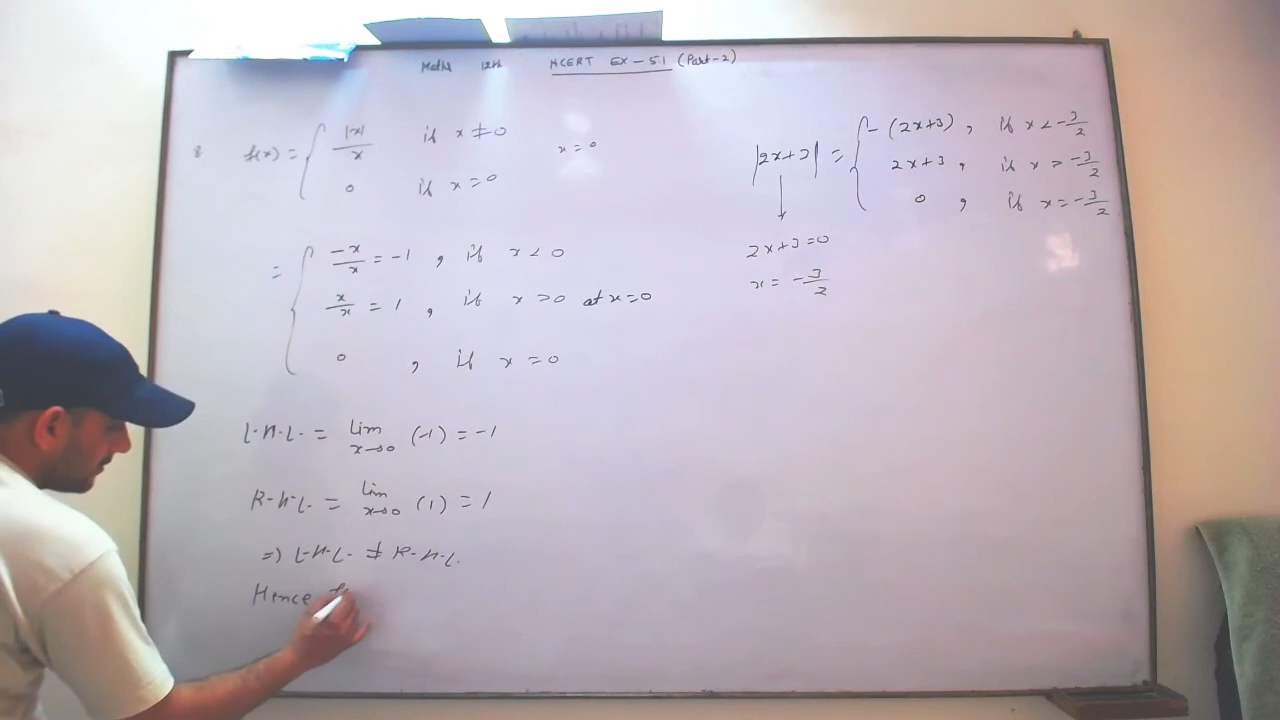 Maths 12th NCERT EX-5.1 (Part-2)
8 f(x) = { |x|/x if x ≠ 0
0 if x = 0
x = 0
= { -x/x = -1 , if x < 0
x/x = 1 , if x > 0 at x = 0
0 , if x = 0
L.H.L. = lim x→0 (-1) = -1
R.H.L. = lim x→0 (1) = 1
⇒ L.H.L. ≠ R.H.L.
Hence
|2x+3| = { -(2x+3) , if x < -3/2
2x+3 , if x > -3/2
0 , if x = -3/2
2x+3=0
x = -3/2